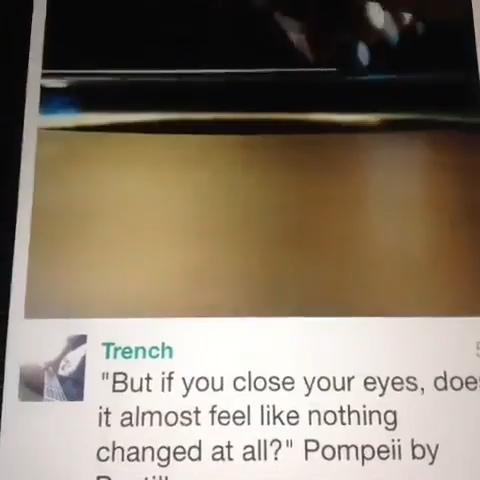 Trench
"But if you close your eyes, doe
it almost feel like nothing
changed at all?" Pompeii by